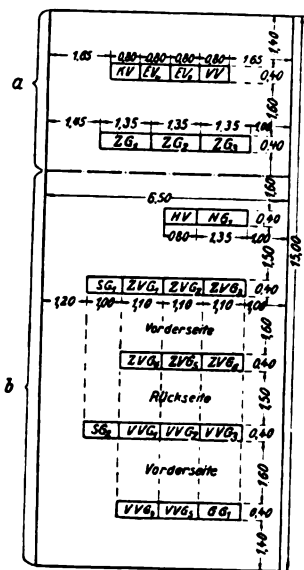 1,40
1,65 0,80 0,80 0,80 0,80 1,65
HV EV₁ EV₂ VV 0,40
a
1,60
1,45 1,35 1,35 1,35 1,00
ZG₁ ZG₂ ZG₃ 0,40
1,60
6,50
15,00
HV NG₁ 0,40
0,80 1,35 1,00
1,50
SG₁ ZVG₁ ZVG₂ ZVG₃ 0,40
1,20 1,00 1,10 1,10 1,10 1,00
Vorderseite
1,60
ZVG₄ ZVG₅ ZVG₆ 0,40
b
Rückseite
1,50
SG₂ VVG₁ VVG₂ VVG₃ 0,40
Vorderseite
1,60
VVG₄ VVG₅ GG₁ 0,40
1,40